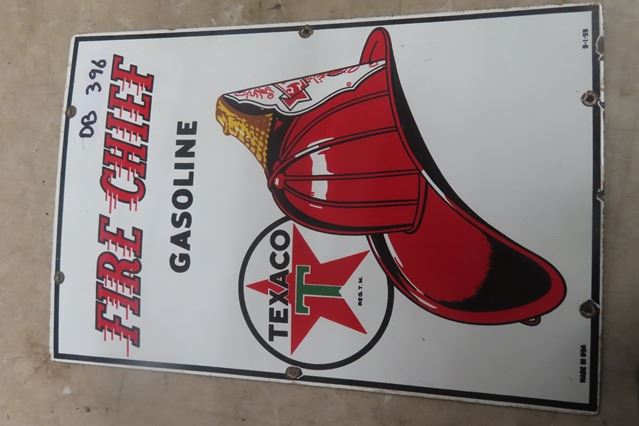 DB 396
FIRE CHIEF
GASOLINE
TEXACO
T
REG. T. M.
MADE IN USA